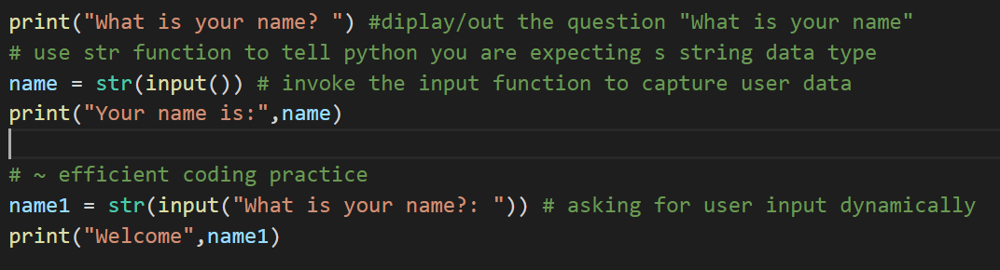 print("What is your name? ") #diplay/out the question "What is your name"
# use str function to tell python you are expecting s string data type
name = str(input()) # invoke the input function to capture user data
print("Your name is:",name)
# ~ efficient coding practice
name1 = str(input("What is your name?: ")) # asking for user input dynamically
print("Welcome",name1)